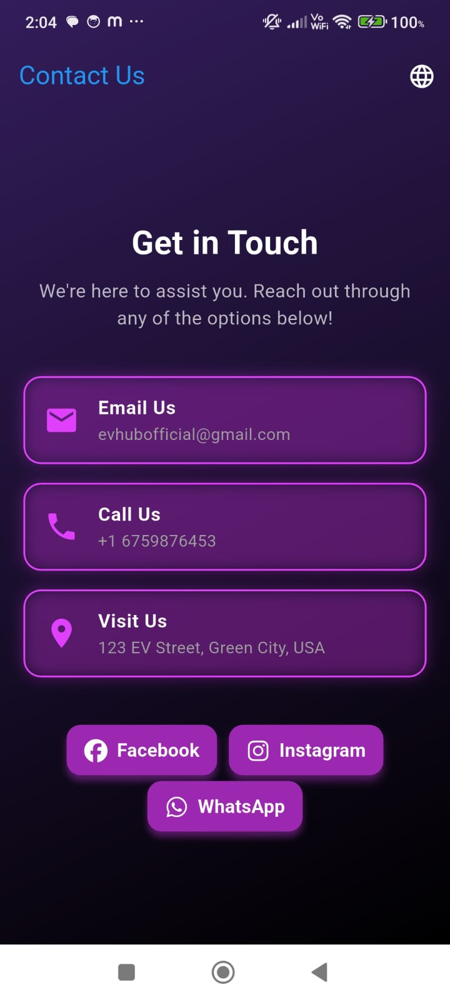 2:04
Vo
WiFi
100%
Contact Us
Get in Touch
We're here to assist you. Reach out through
any of the options below!
Email Us
evhubofficial@gmail.com
Call Us
+1 6759876453
Visit Us
123 EV Street, Green City, USA
Facebook
Instagram
WhatsApp